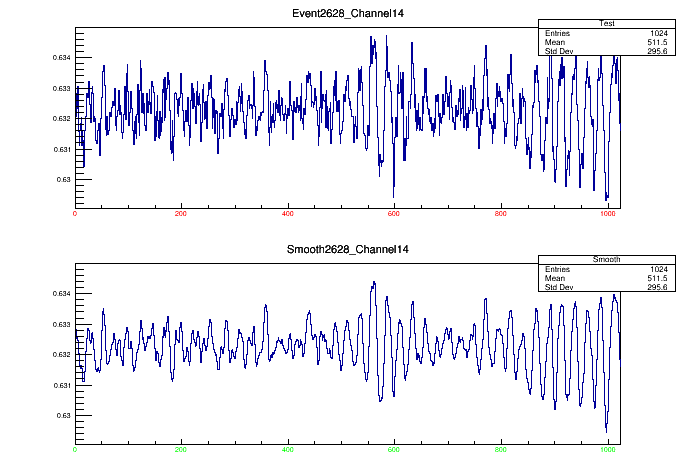 Event2628_Channel14
Test
Entries 1024
Mean 511.5
Std Dev 295.6
0.634
0.633
0.632
0.631
0.63
0 200 400 600 800 1000
Smooth2628_Channel14
Smooth
Entries 1024
Mean 511.5
Std Dev 295.6
0.634
0.633
0.632
0.631
0.63
0 200 400 600 800 1000